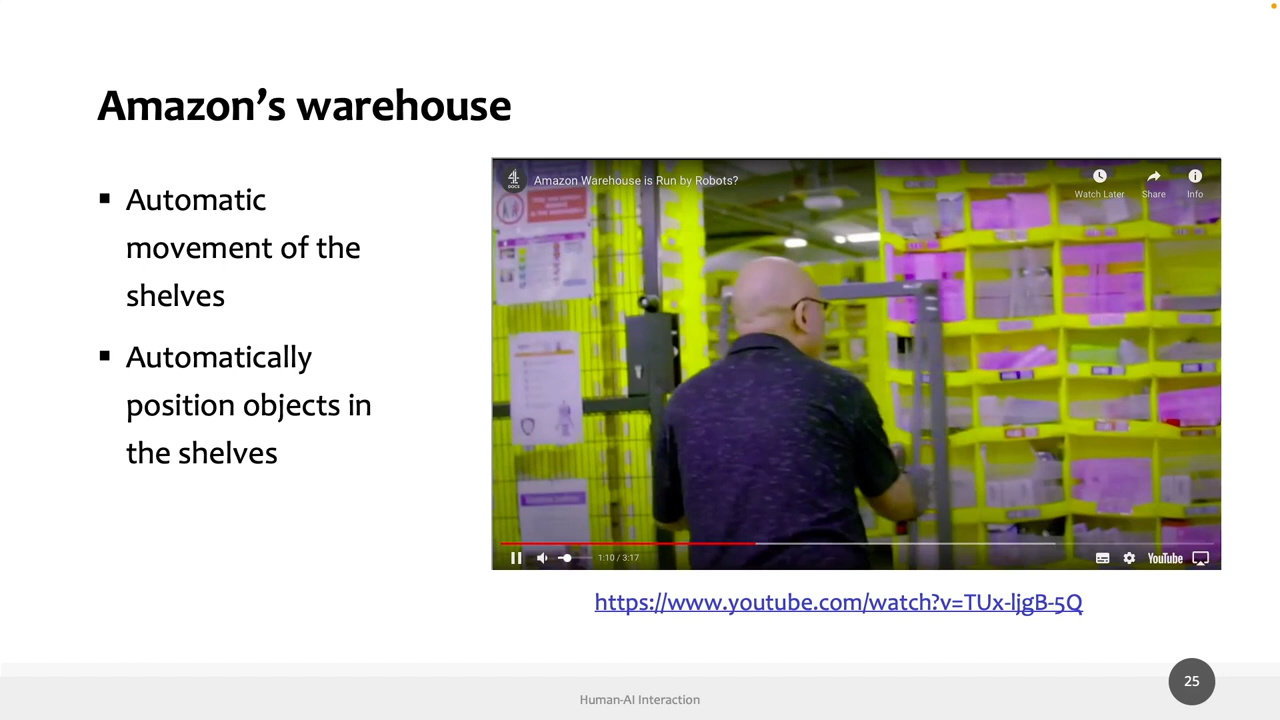 Amazon’s warehouse
▪ Automatic
movement of the
shelves
▪ Automatically
position objects in
the shelves
4
DOCS
Amazon Warehouse is Run by Robots?
Watch Later
Share
Info
1:10 / 3:17
YouTube
https://www.youtube.com/watch?v=TUx-ljgB-5Q
Human-AI Interaction
25